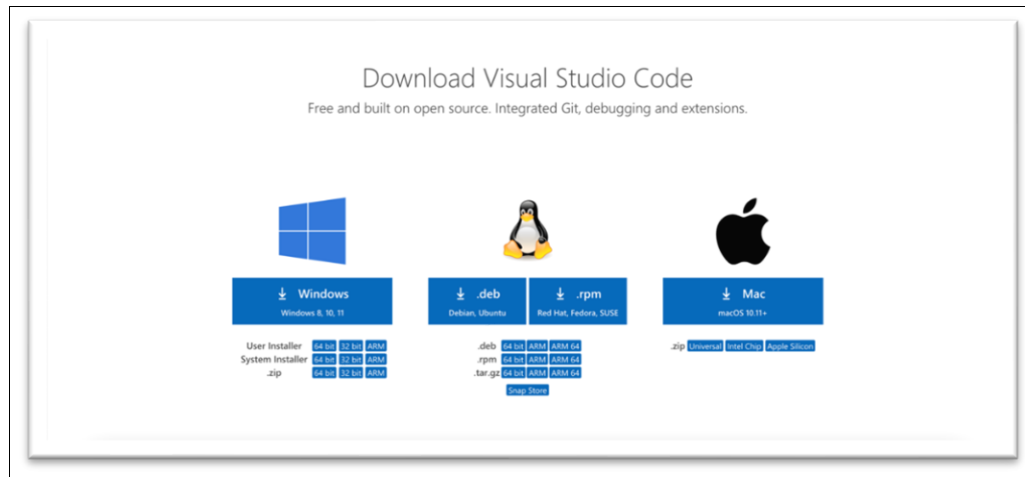 Download Visual Studio Code
Free and built on open source. Integrated Git, debugging and extensions.
Windows
Windows 8, 10, 11
.deb
Debian, Ubuntu
.rpm
Red Hat, Fedora, SUSE
Mac
macOS 10.11+
User Installer 64 bit 32 bit ARM
System Installer 64 bit 32 bit ARM
.zip 64 bit 32 bit ARM
.deb 64 bit ARM ARM 64
.rpm 64 bit ARM ARM 64
.tar.gz 64 bit ARM ARM 64
Snap Store
.zip Universal Intel Chip Apple Silicon